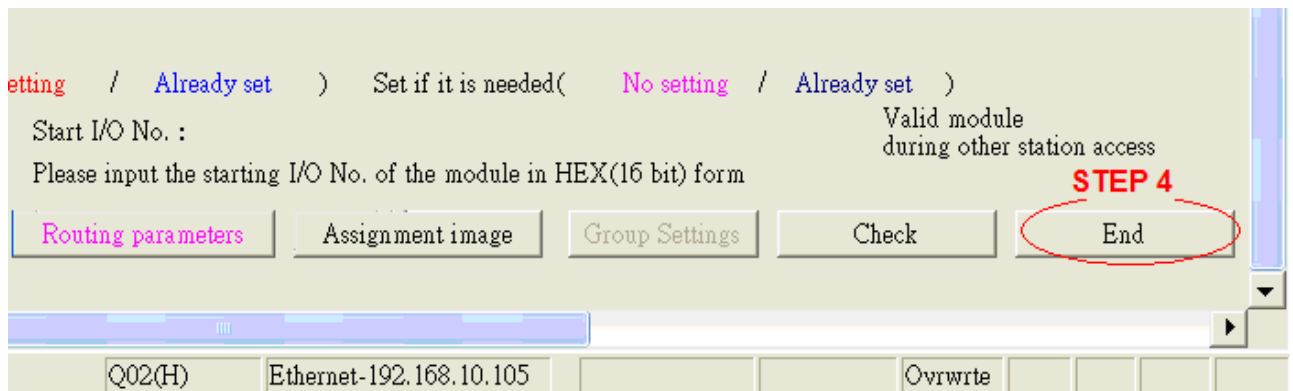 etting / Already set ) Set if it is needed( No setting / Already set )
Start I/O No. :
Valid module
during other station access
Please input the starting I/O No. of the module in HEX(16 bit) form
STEP 4
Routing parameters Assignment image Group Settings Check End
Q02(H) Ethernet-192.168.10.105 Ovrwrte